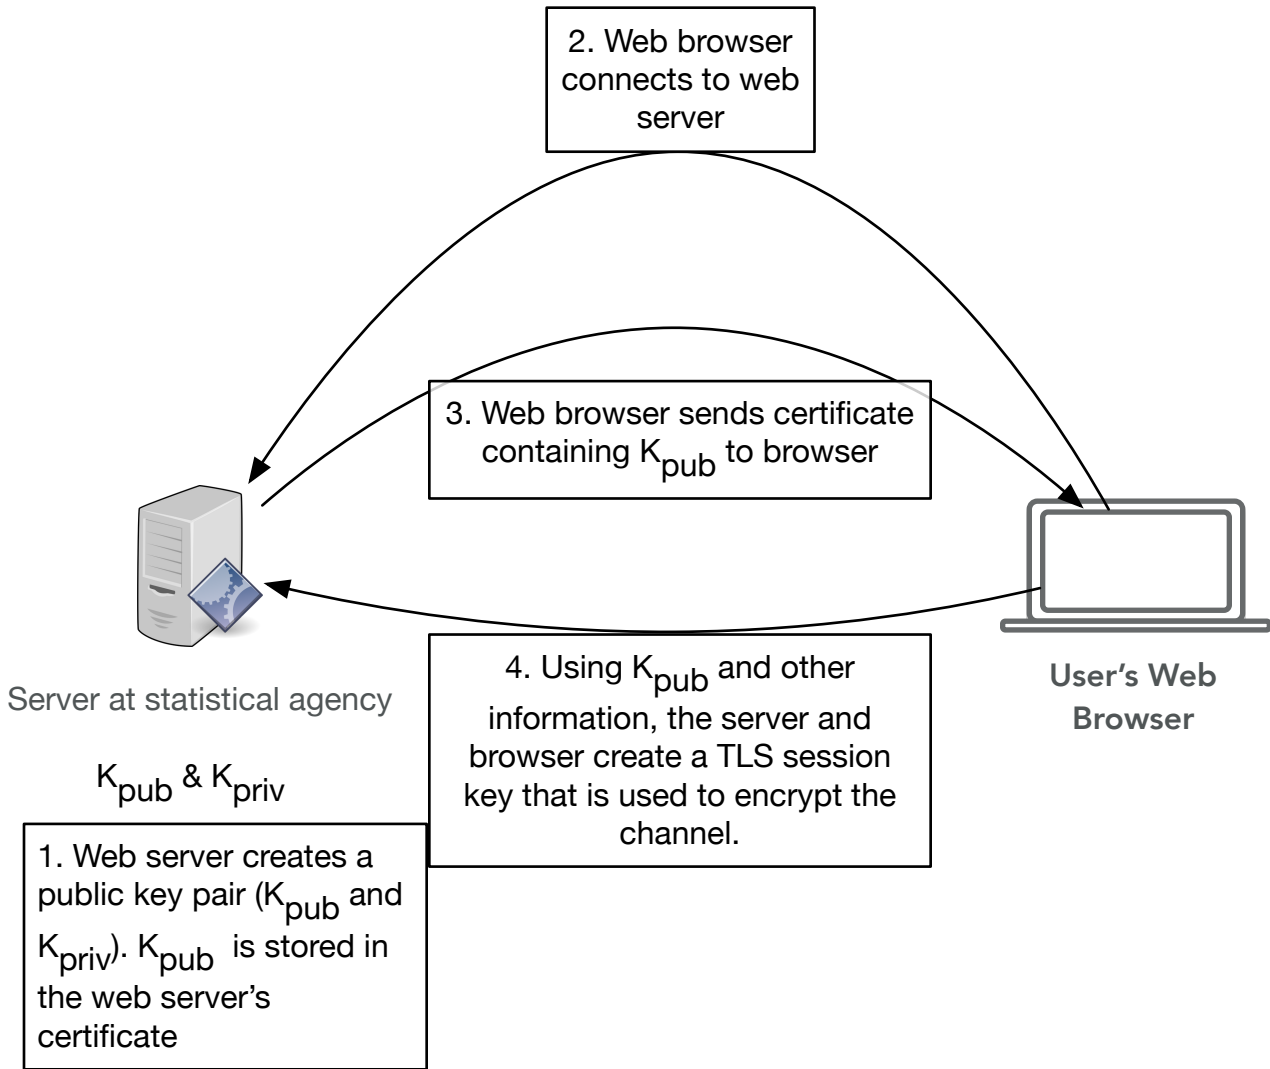 2. Web browser
connects to web
server
3. Web browser sends certificate
containing Kpub to browser
Server at statistical agency
User’s Web
Browser
4. Using Kpub and other
information, the server and
browser create a TLS session
key that is used to encrypt the
channel.
Kpub & Kpriv
1. Web server creates a
public key pair (Kpub and
Kpriv). Kpub is stored in
the web server’s
certificate